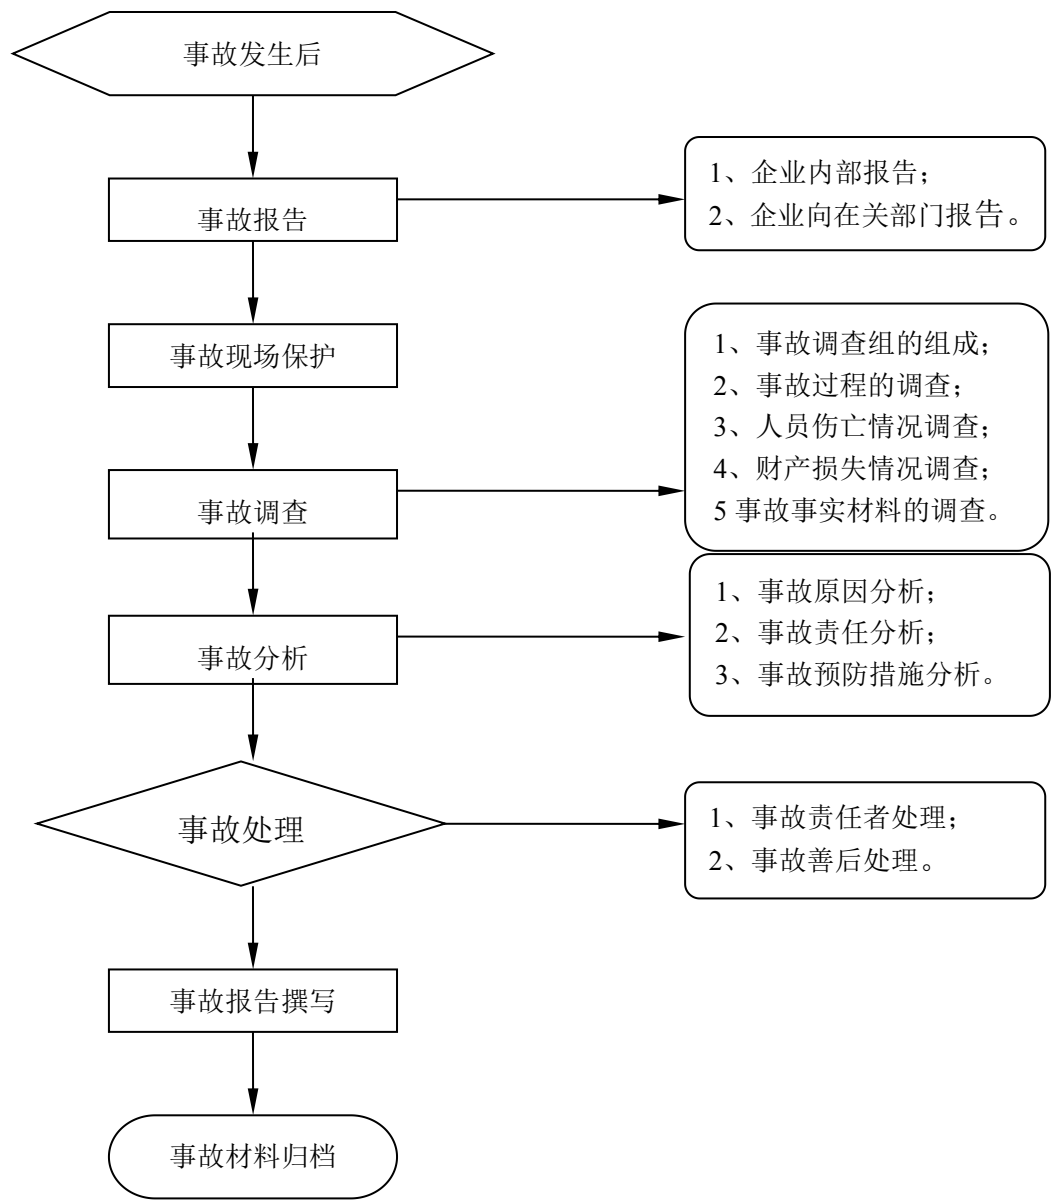 事故发生后
事故报告
1、企业内部报告；
2、企业向在关部门报告。
事故现场保护
事故调查
1、事故调查组的组成；
2、事故过程的调查；
3、人员伤亡情况调查；
4、财产损失情况调查；
5 事故事实材料的调查。
事故分析
1、事故原因分析；
2、事故责任分析；
3、事故预防措施分析。
事故处理
1、事故责任者处理；
2、事故善后处理。
事故报告撰写
事故材料归档